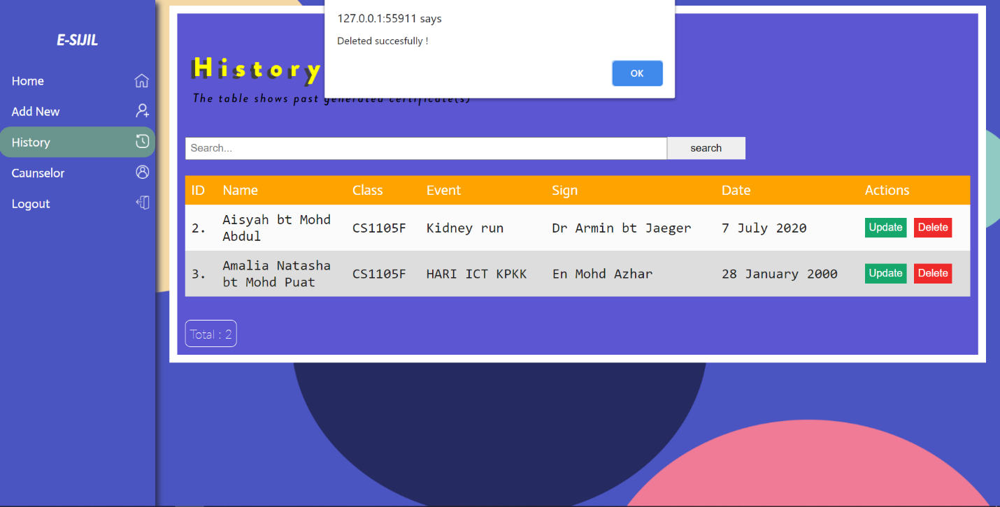 127.0.0.1:55911 says
Deleted succesfully !
OK
E-SIJIL
Home
Add New
History
Caunselor
Logout
History
The table shows past generated certificate(s)
Search...
search
ID Name Class Event Sign Date Actions
2. Aisyah bt Mohd Abdul CS1105F Kidney run Dr Armin bt Jaeger 7 July 2020 Update Delete
3. Amalia Natasha bt Mohd Puat CS1105F HARI ICT KPKK En Mohd Azhar 28 January 2000 Update Delete
Total : 2